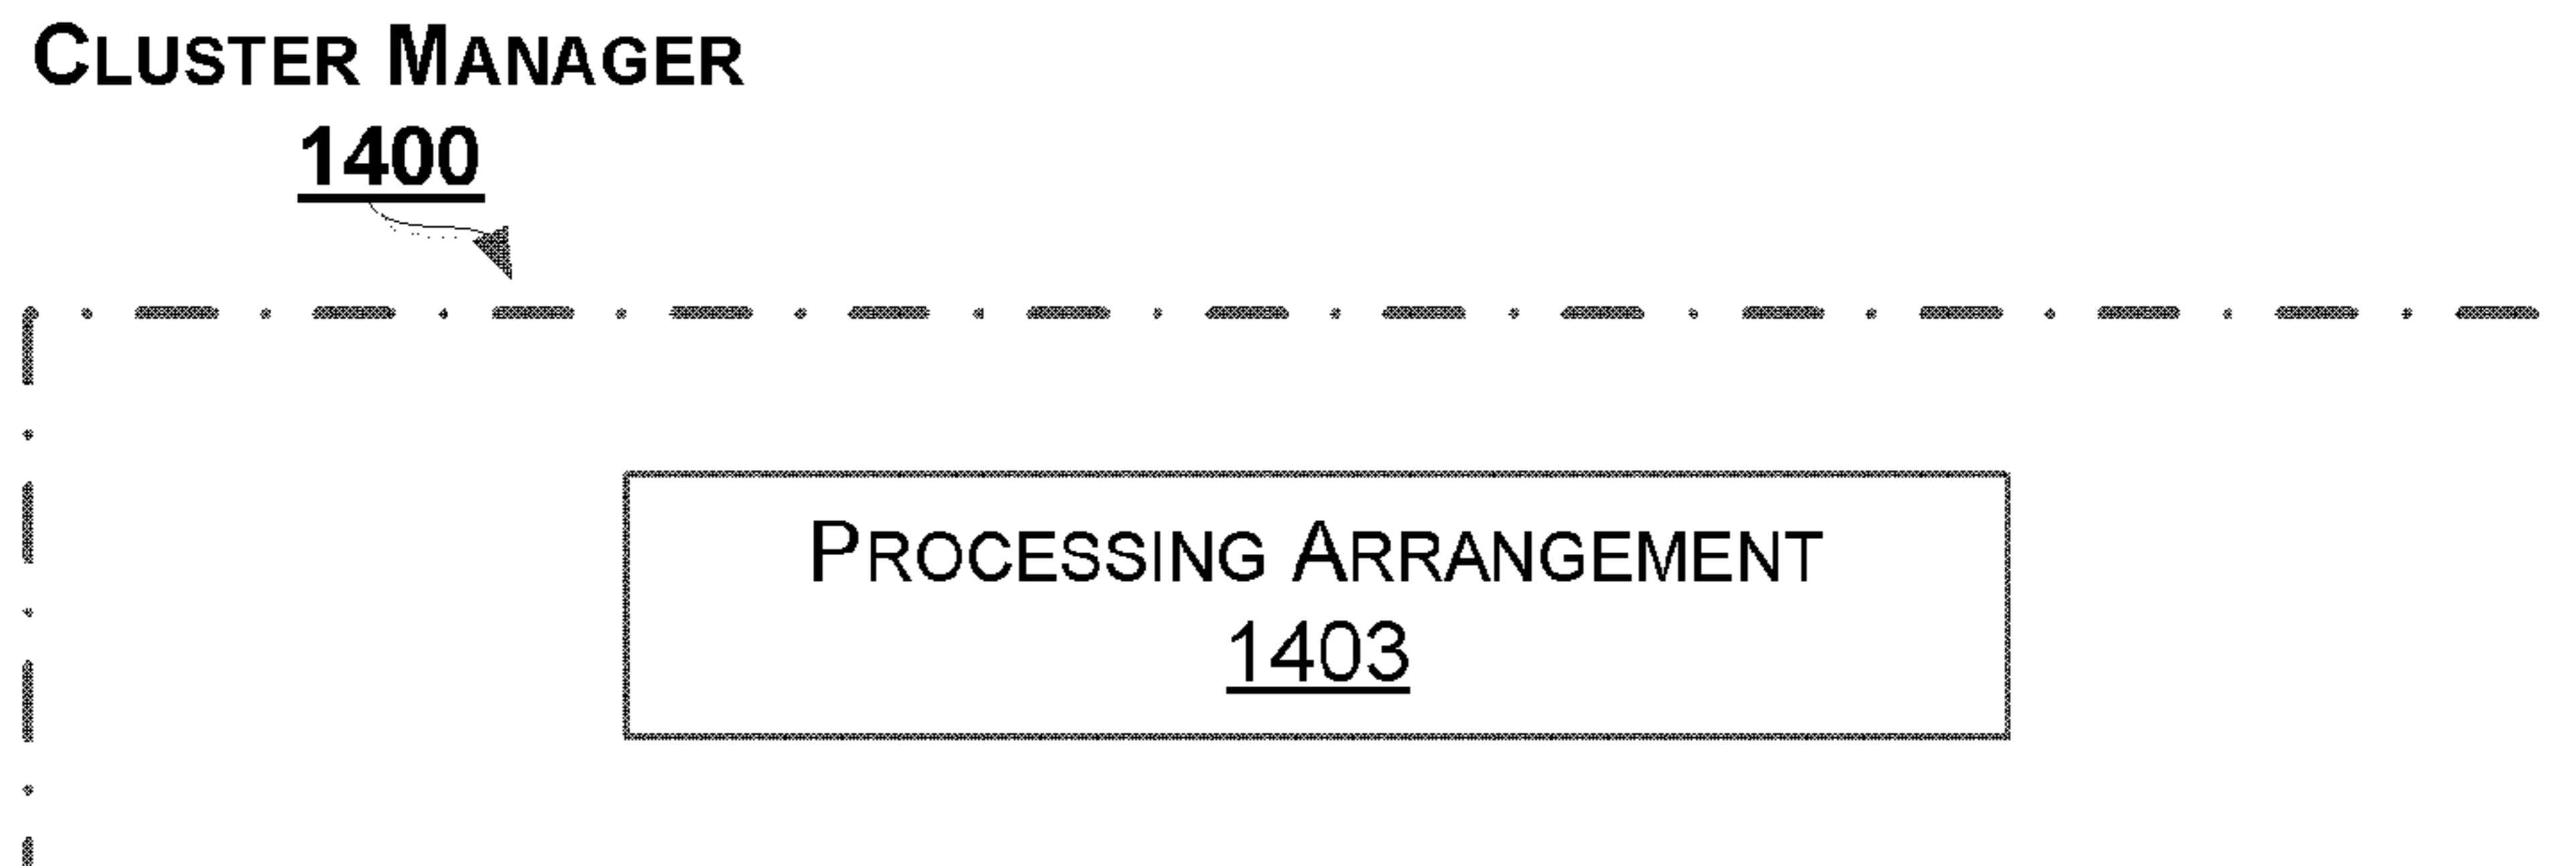 CLUSTER MANAGER
1400
PROCESSING ARRANGEMENT
1403